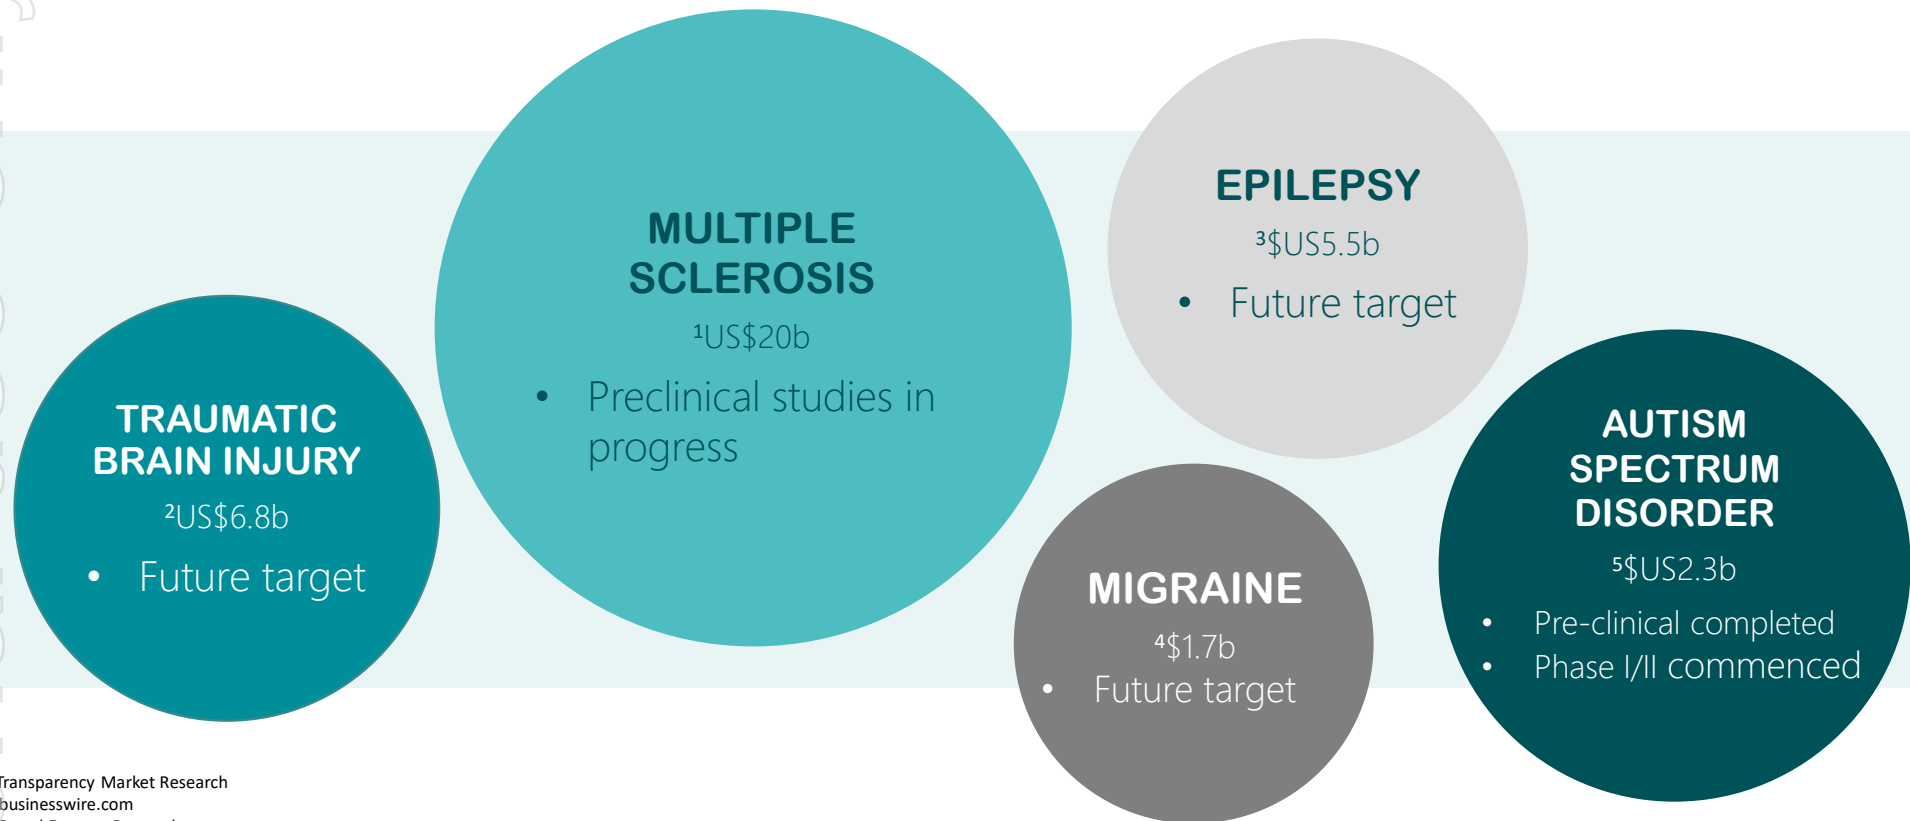 TRAUMATIC
BRAIN INJURY
²US$6.8b
• Future target
MULTIPLE
SCLEROSIS
¹US$20b
• Preclinical studies in
progress
EPILEPSY
³$US5.5b
• Future target
MIGRAINE
⁴$1.7b
• Future target
AUTISM
SPECTRUM
DISORDER
⁵$US2.3b
• Pre-clinical completed
• Phase I/II commenced
Transparency Market Research
businesswire.com